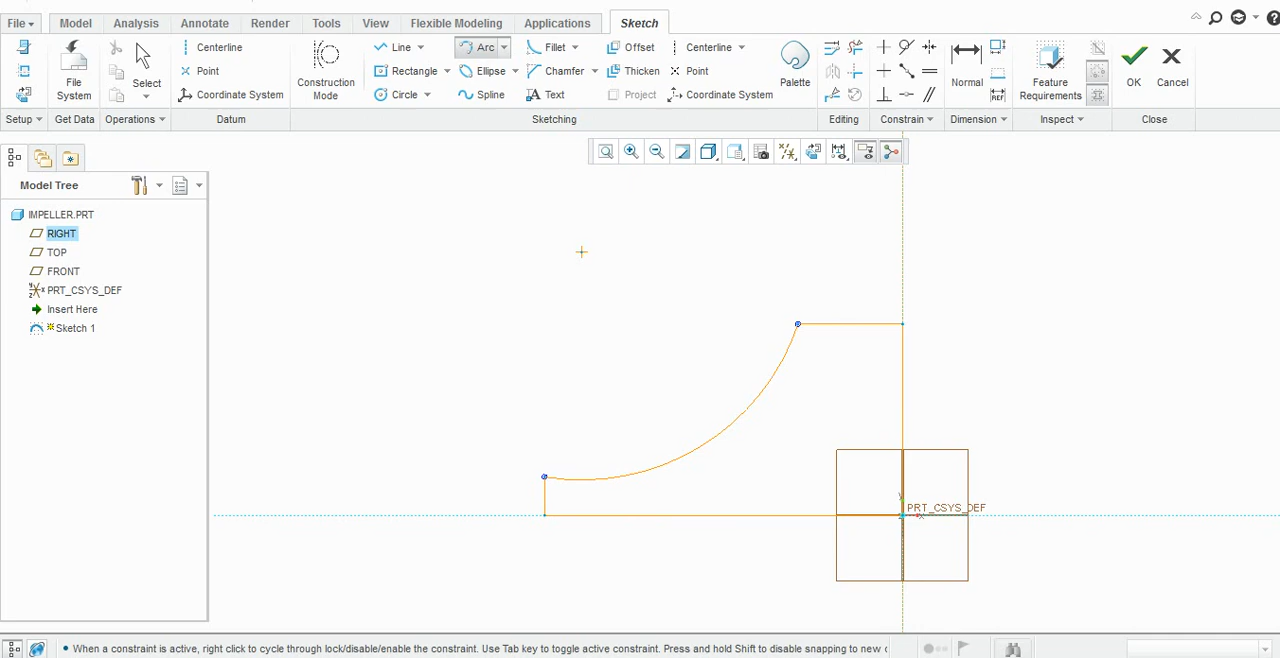 File Model Analysis Annotate Render Tools View Flexible Modeling Applications Sketch
Centerline Line Arc Fillet Offset Centerline
Point Rectangle Ellipse Chamfer Thicken Point
Coordinate System Circle Spline Text Project Coordinate System
File System Select Construction Mode Palette Normal Feature Requirements OK Cancel
REF
Setup Get Data Operations Datum Sketching Editing Constrain Dimension Inspect Close
Model Tree
IMPELLER.PRT
RIGHT
TOP
FRONT
PRT_CSYS_DEF
Insert Here
Sketch 1
PRT_CSYS_DEF
When a constraint is active, right click to cycle through lock/disable/enable the constraint. Use Tab key to toggle active constraint. Press and hold Shift to disable snapping to new c